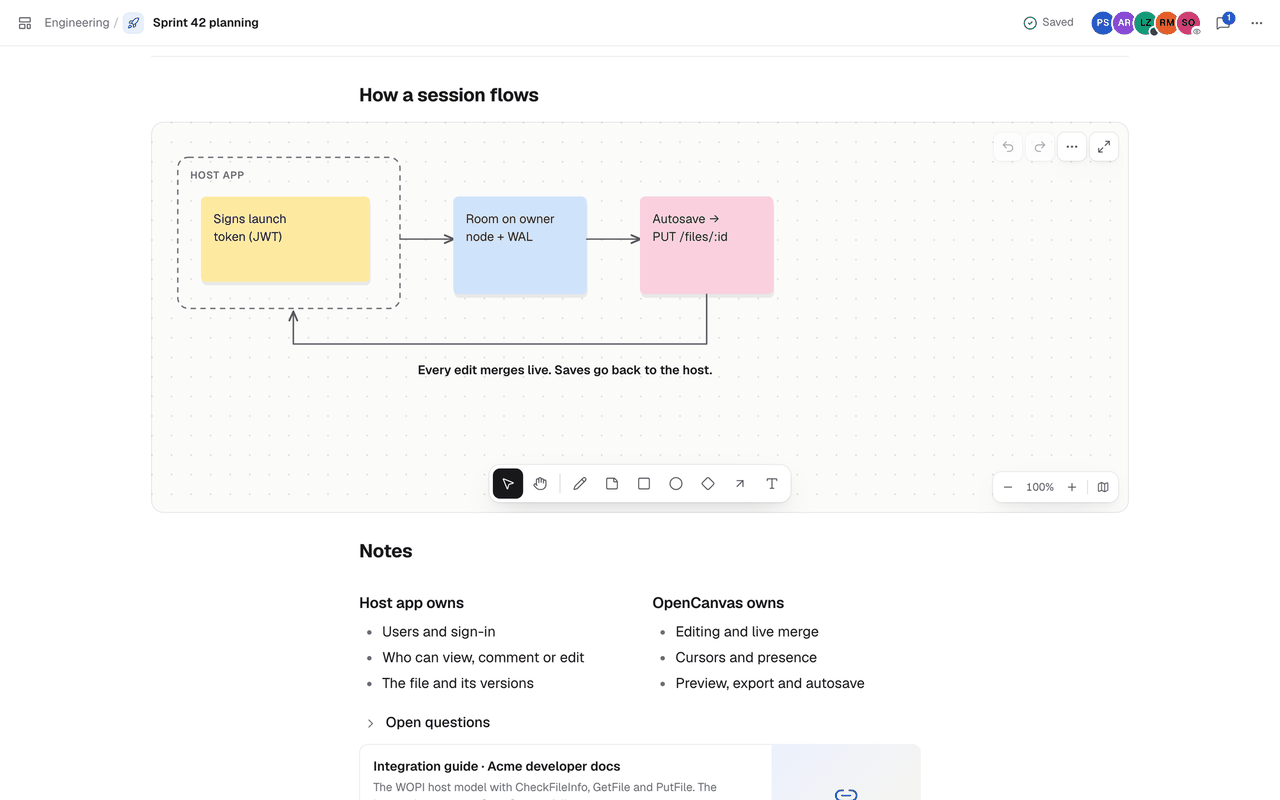 Engineering / Sprint 42 planning
Saved
PS AR LZ RM SO
1
How a session flows
HOST APP
Signs launch
token (JWT)
Room on owner
node + WAL
Autosave →
PUT /files/:id
Every edit merges live. Saves go back to the host.
100%
Notes
Host app owns
Users and sign-in
Who can view, comment or edit
The file and its versions
OpenCanvas owns
Editing and live merge
Cursors and presence
Preview, export and autosave
Open questions
Integration guide · Acme developer docs
The WOPI host model with CheckFileInfo, GetFile and PutFile. The